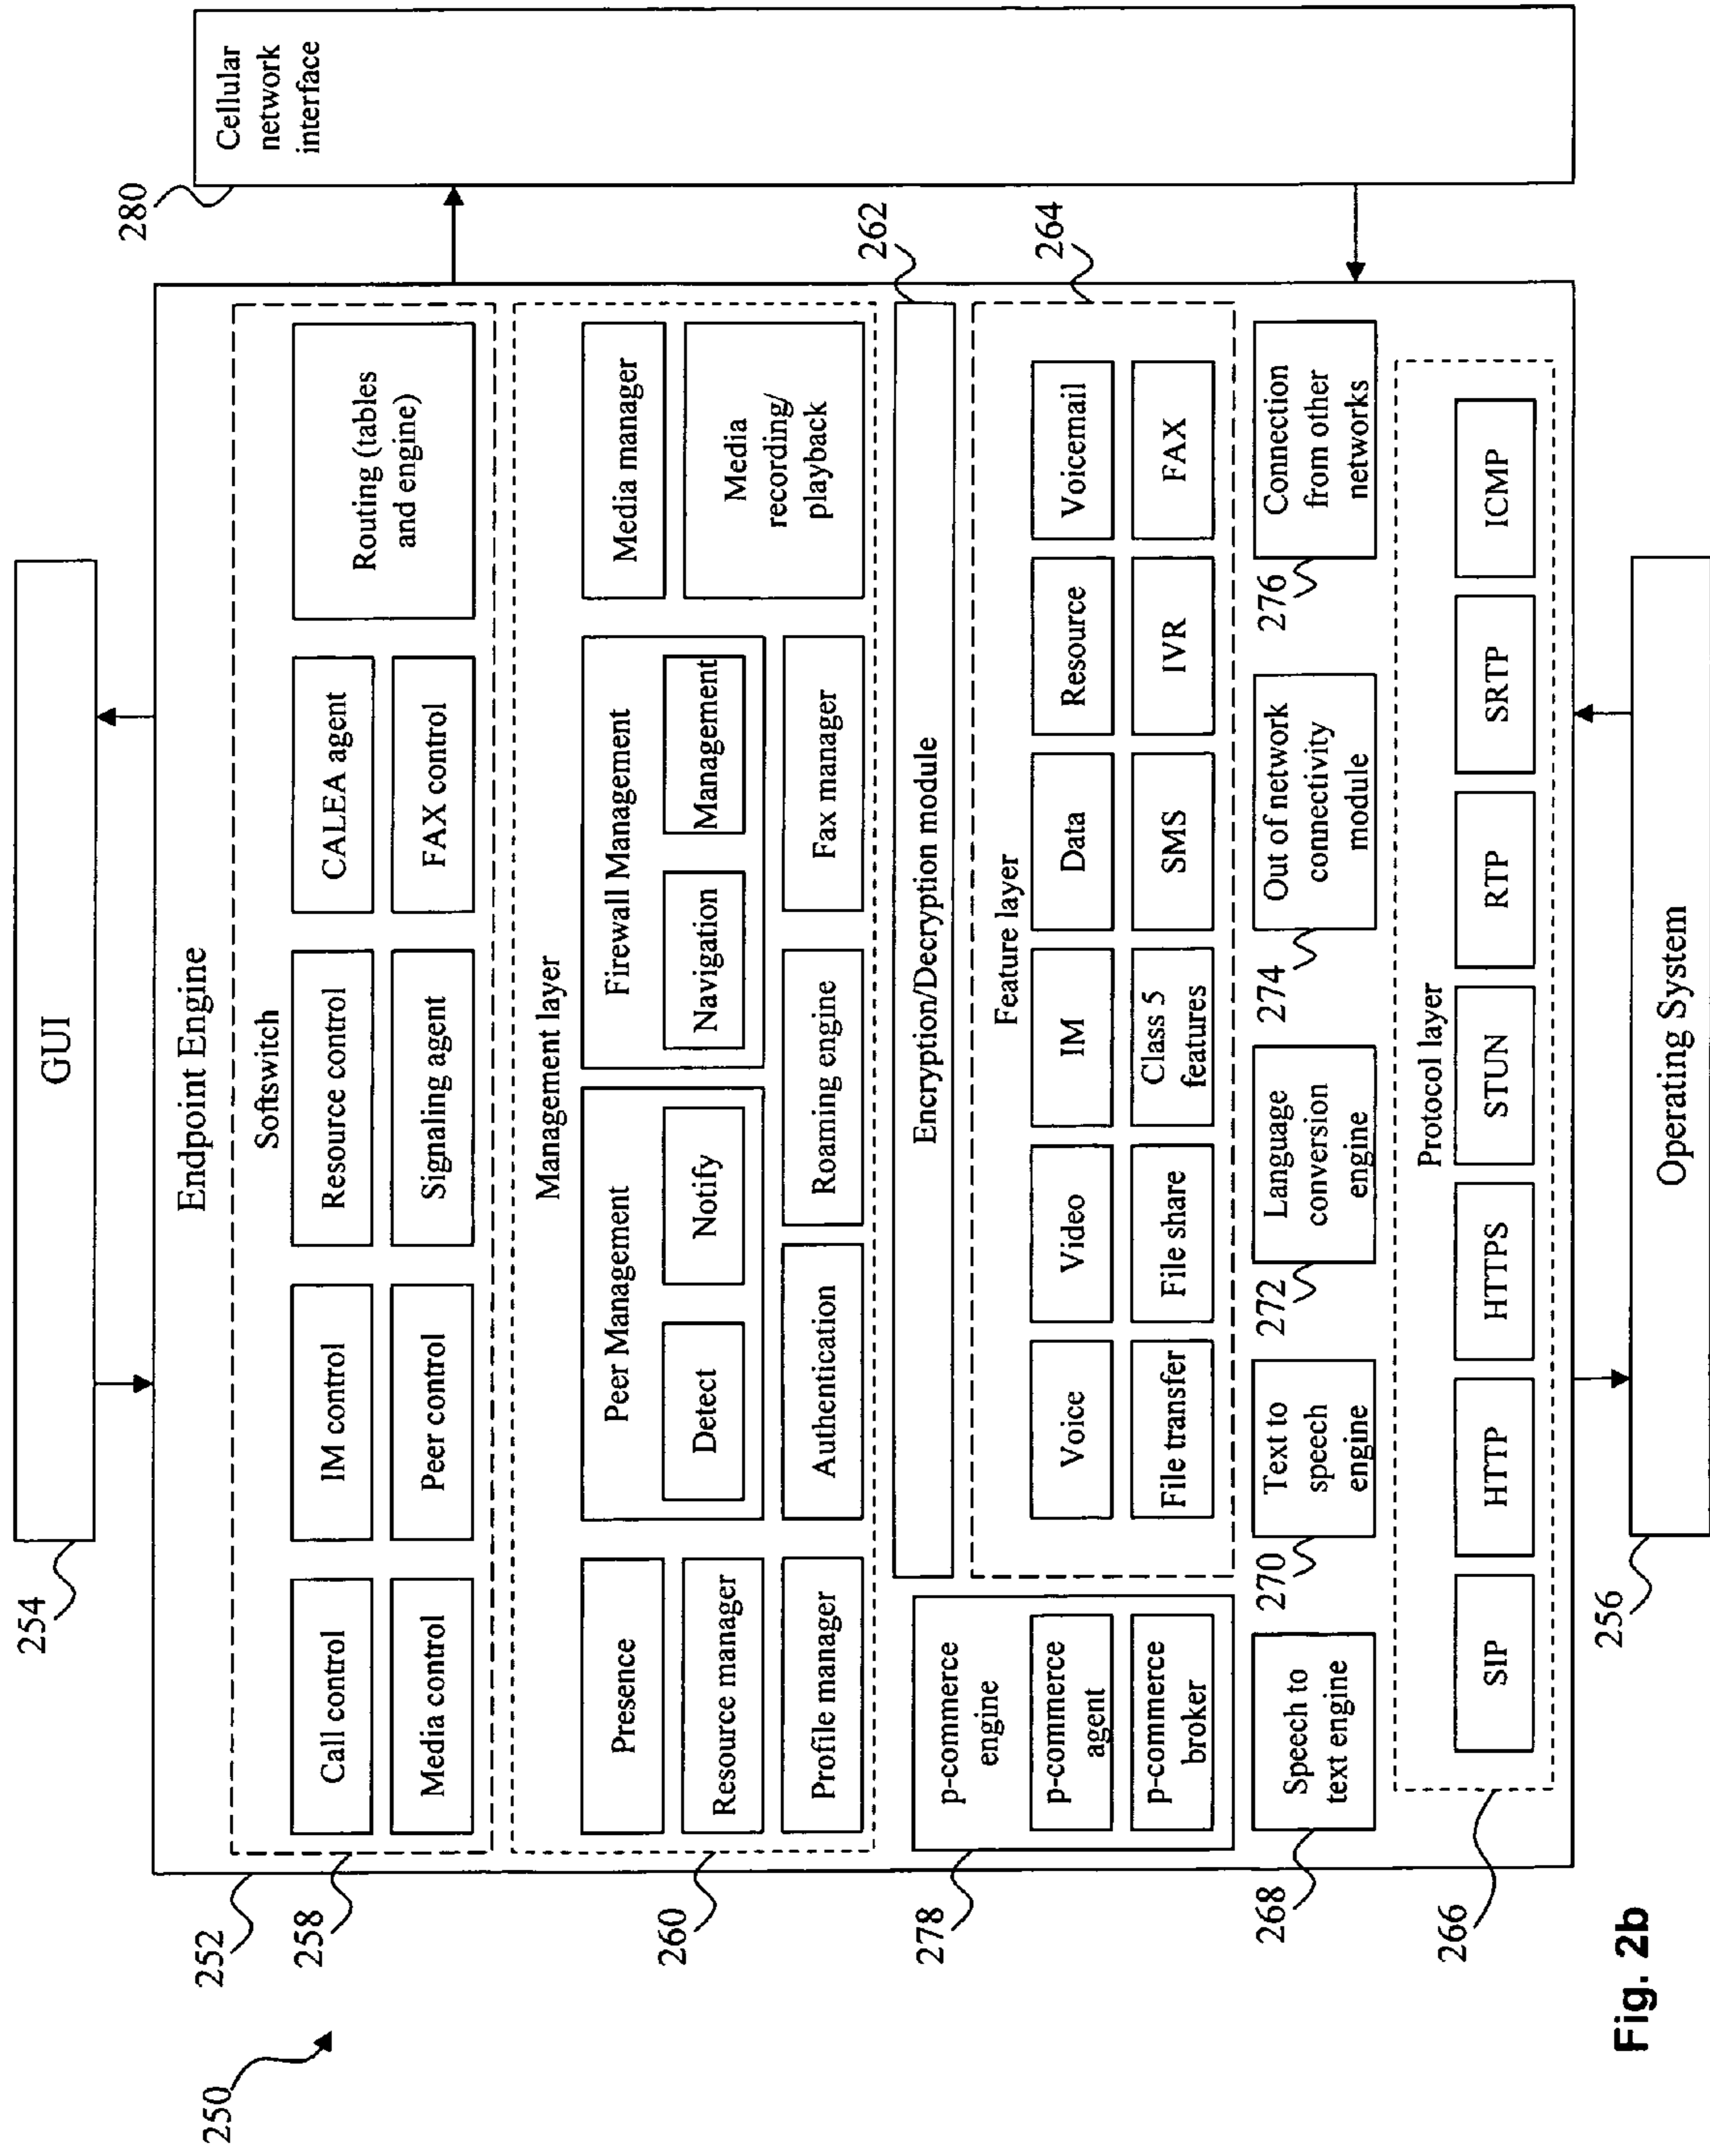 GUI
254
Endpoint Engine
252
Softswitch
258
Call control
IM control
Resource control
CALEA agent
Routing (tables
and engine)
Media control
Peer control
Signaling agent
FAX control
Management layer
260
Presence
Peer Management
Detect
Notify
Firewall Management
Navigation
Management
Media manager
Resource manager
Media
recording/
playback
Profile manager
Authentication
Roaming engine
Fax manager
Encryption/Decryption module
262
p-commerce
engine
p-commerce
agent
p-commerce
broker
278
Feature layer
264
Voice
Video
IM
Data
Resource
Voicemail
File transfer
File share
Class 5
features
SMS
IVR
FAX
268
Speech to
text engine
270
Text to
speech
engine
272
Language
conversion
engine
274
Out of network
connectivity
module
276
Connection
from other
networks
Protocol layer
266
SIP
HTTP
HTTPS
STUN
RTP
SRTP
ICMP
256
Operating System
280
Cellular
network
interface
250
Fig. 2b